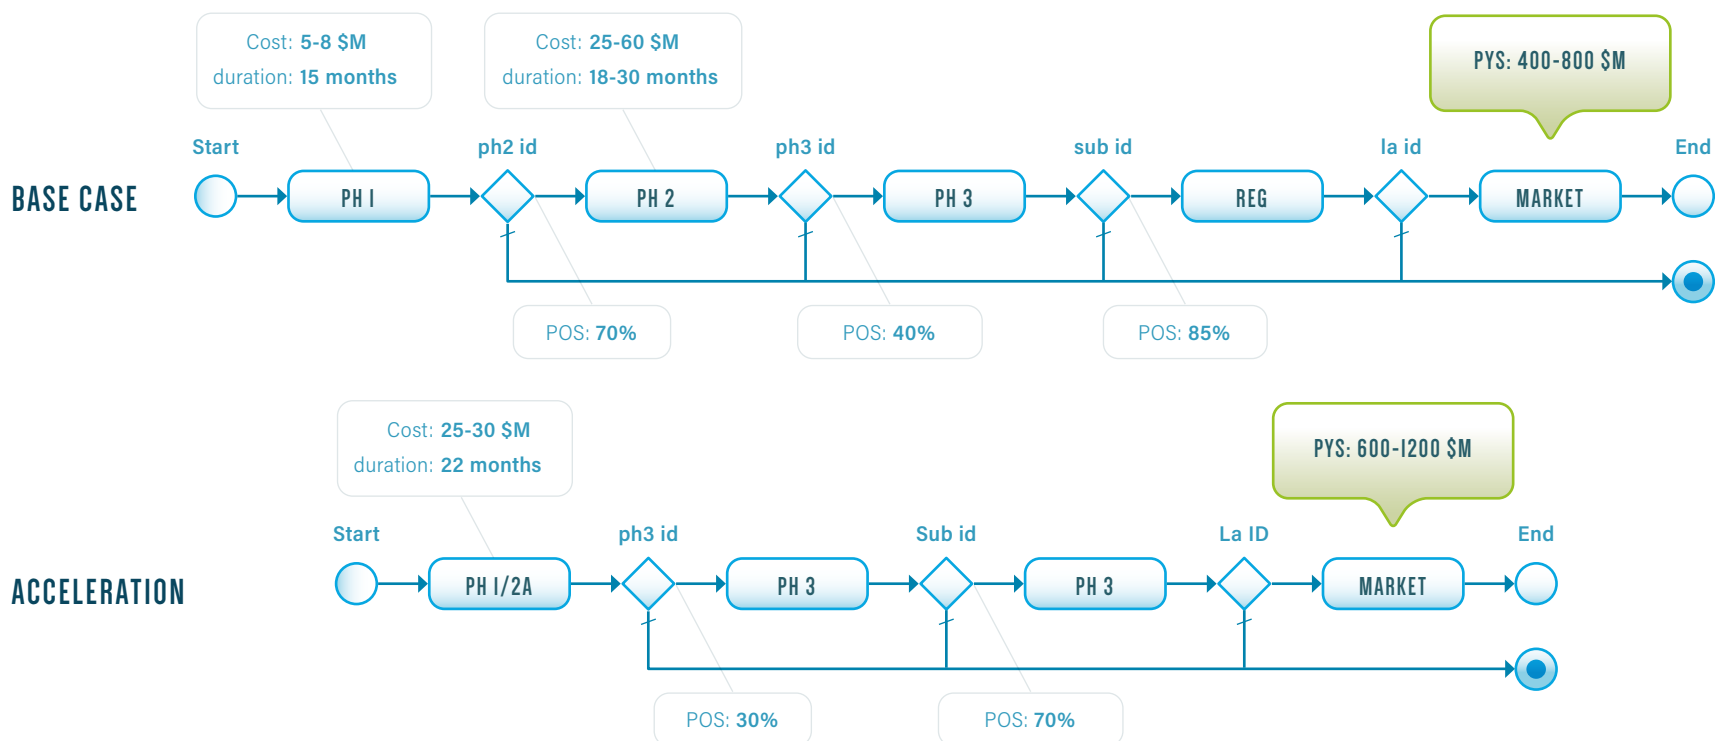 Cost: 5-8 $M
duration: 15 months
Cost: 25-60 $M
duration: 18-30 months
PYS: 400-800 $M
Start
ph2 id
ph3 id
sub id
la id
End
BASE CASE
PH 1
PH 2
PH 3
REG
MARKET
POS: 70%
POS: 40%
POS: 85%
Cost: 25-30 $M
duration: 22 months
PYS: 600-1200 $M
Start
ph3 id
Sub id
La ID
End
ACCELERATION
PH 1/2A
PH 3
PH 3
MARKET
POS: 30%
POS: 70%